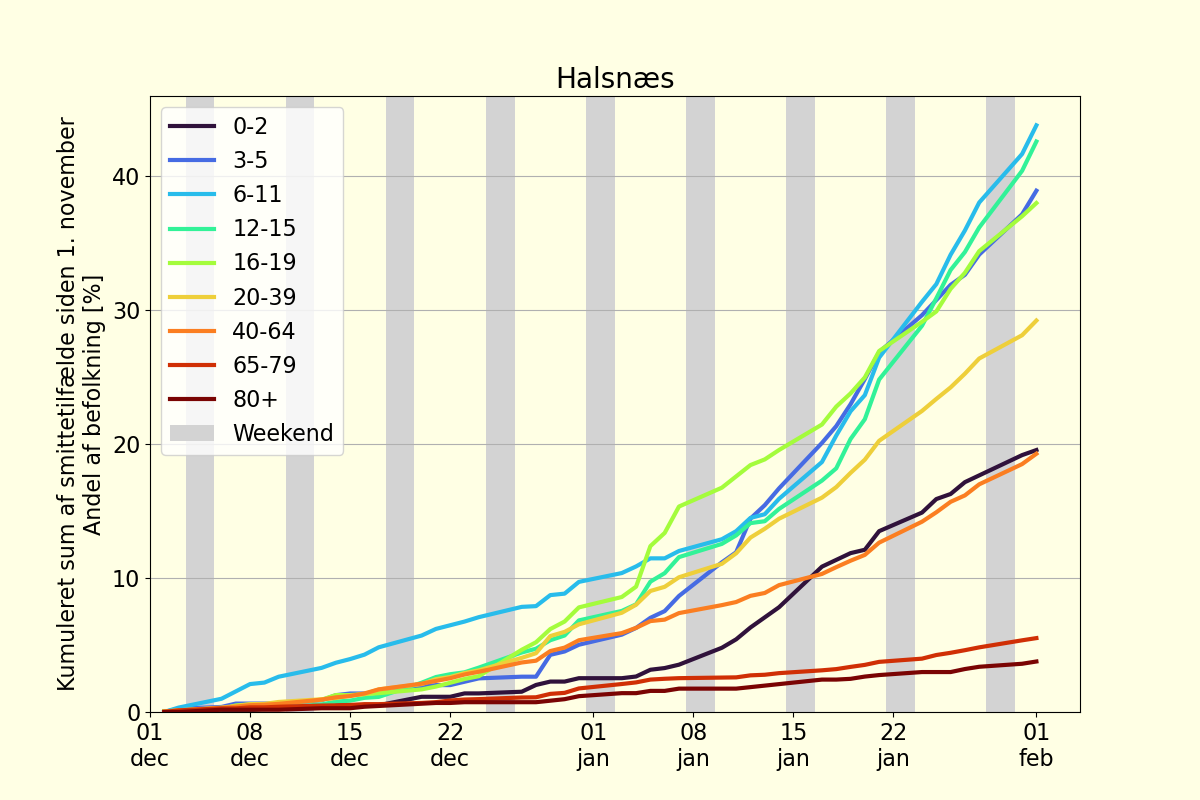 Halsnæs
Kumuleret sum af smittetilfælde siden 1. november
Andel af befolkning [%]
40
30
20
10
0
0-2
3-5
6-11
12-15
16-19
20-39
40-64
65-79
80+
Weekend
01 08 15 22 01 08 15 22 01
dec dec dec dec jan jan jan jan feb